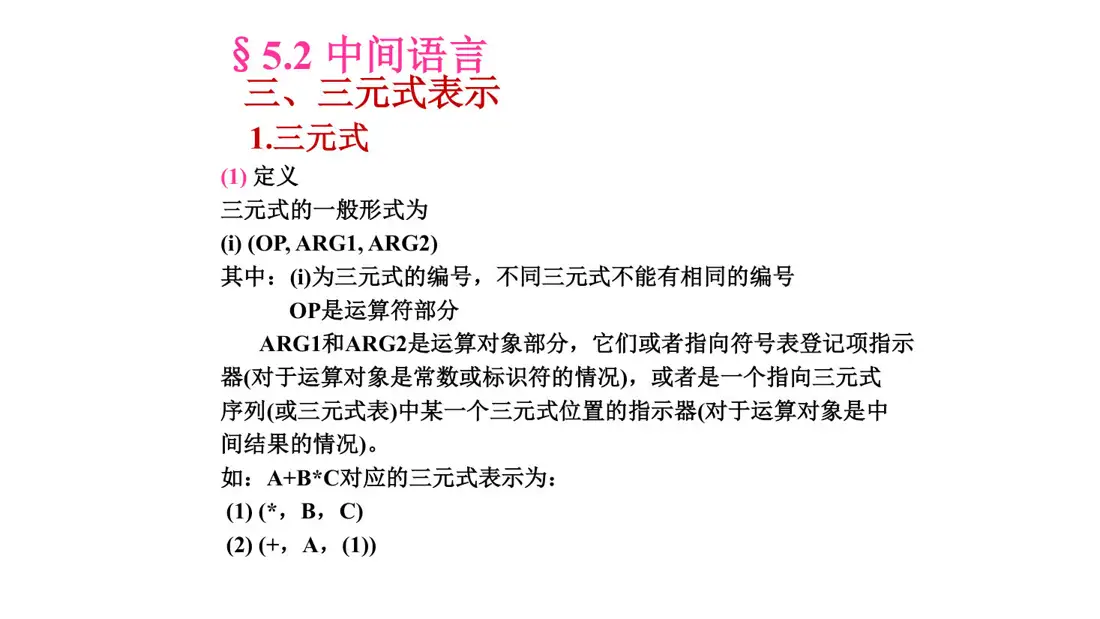 §5.2 中间语言
三、三元式表示
1.三元式
(1) 定义
三元式的一般形式为
(i) (OP, ARG1, ARG2)
其中：(i)为三元式的编号，不同三元式不能有相同的编号
OP是运算符部分
ARG1和ARG2是运算对象部分，它们或者指向符号表登记项指示
器(对于运算对象是常数或标识符的情况)，或者是一个指向三元式
序列(或三元式表)中某一个三元式位置的指示器(对于运算对象是中
间结果的情况)。
如：A+B*C对应的三元式表示为：
(1) (*，B，C)
(2) (+，A，(1))